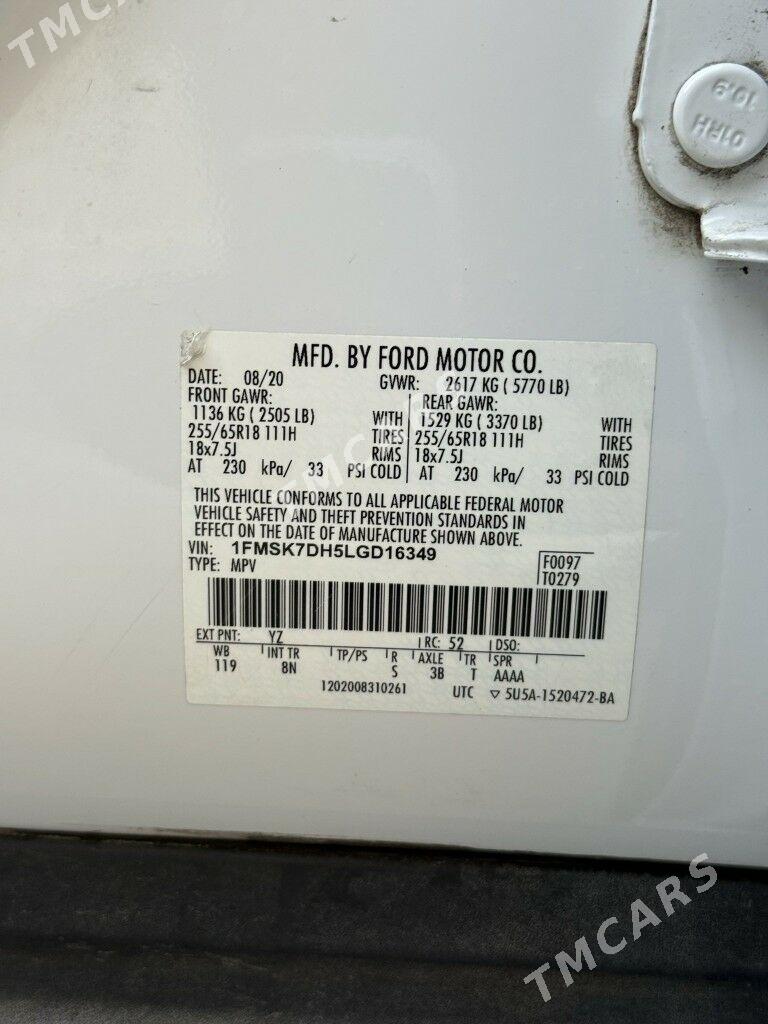 TMCARS
01RH
10.9
MFD. BY FORD MOTOR CO.
DATE: 08/20 GVWR: 2617 KG ( 5770 LB)
FRONT GAWR: REAR GAWR:
1136 KG ( 2505 LB) WITH 1529 KG ( 3370 LB) WITH
255/65R18 111H TIRES 255/65R18 111H TIRES
18x7.5J RIMS 18x7.5J RIMS
AT 230 kPa/ 33 PSI COLD AT 230 kPa/ 33 PSI COLD
THIS VEHICLE CONFORMS TO ALL APPLICABLE FEDERAL MOTOR
VEHICLE SAFETY AND THEFT PREVENTION STANDARDS IN
EFFECT ON THE DATE OF MANUFACTURE SHOWN ABOVE.
VIN: 1FMSK7DH5LGD16349 F0097
TYPE: MPV T0279
EXT PNT: YZ RC: 52 DSO:
WB INT TR TP/PS R AXLE TR SPR
119 8N S 3B T AAAA
1202008310261 UTC ▽ 5U5A-1520472-BA
TMCARS
TMCARS